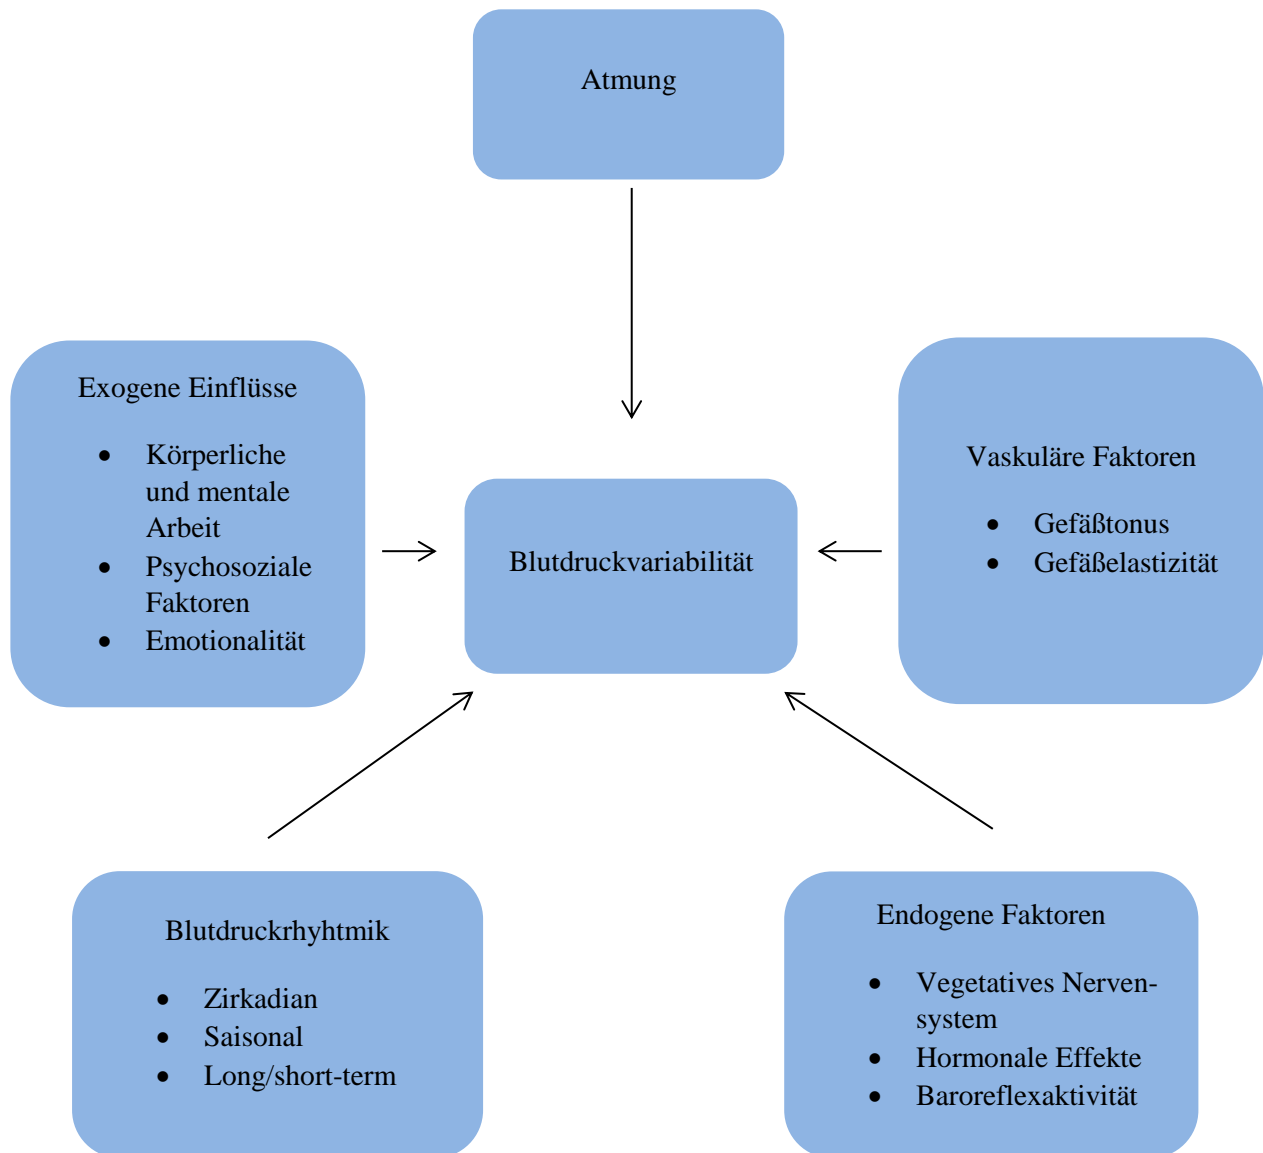 Atmung
Exogene Einflüsse
• Körperliche
und mentale
Arbeit
• Psychosoziale
Faktoren
• Emotionalität
Blutdruckvariabilität
Vaskuläre Faktoren
• Gefäßtonus
• Gefäßelastizität
Blutdruckrhyhtmik
• Zirkadian
• Saisonal
• Long/short-term
Endogene Faktoren
• Vegetatives Nerven-
system
• Hormonale Effekte
• Baroreflexaktivität